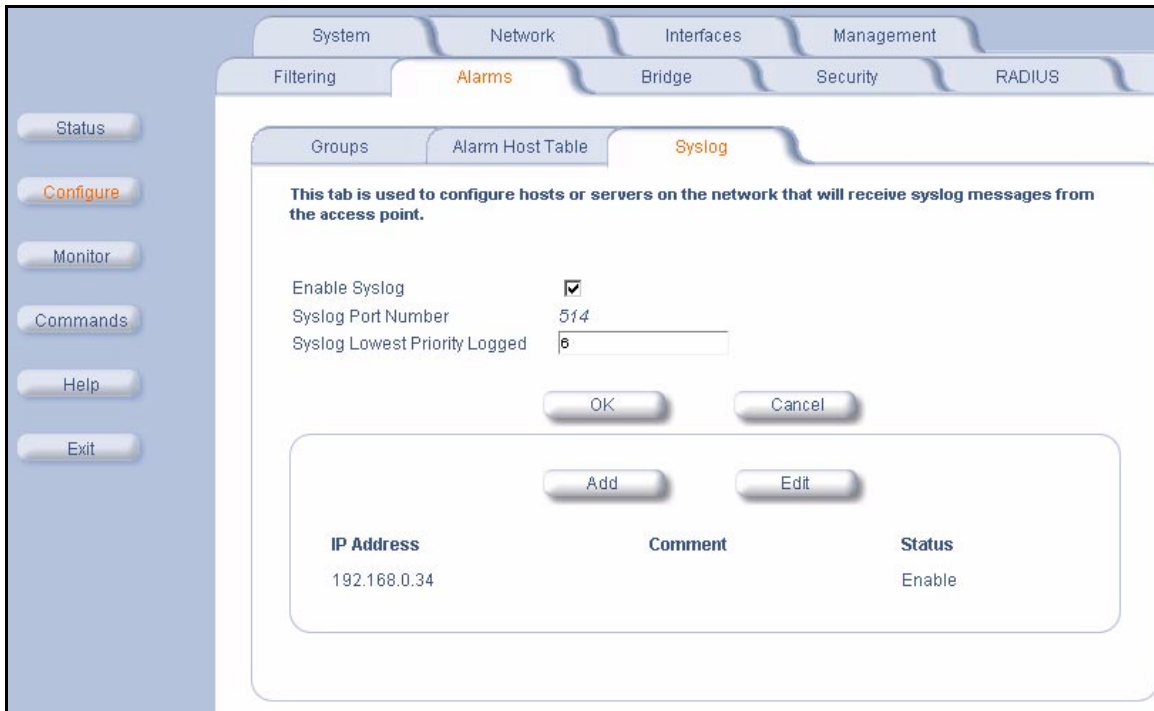 System Network Interfaces Management
Filtering Alarms Bridge Security RADIUS
Status
Configure
Monitor
Commands
Help
Exit
Groups Alarm Host Table Syslog
This tab is used to configure hosts or servers on the network that will receive syslog messages from
the access point.
Enable Syslog
Syslog Port Number 514
Syslog Lowest Priority Logged 6
OK Cancel
Add Edit
IP Address Comment Status
192.168.0.34 Enable